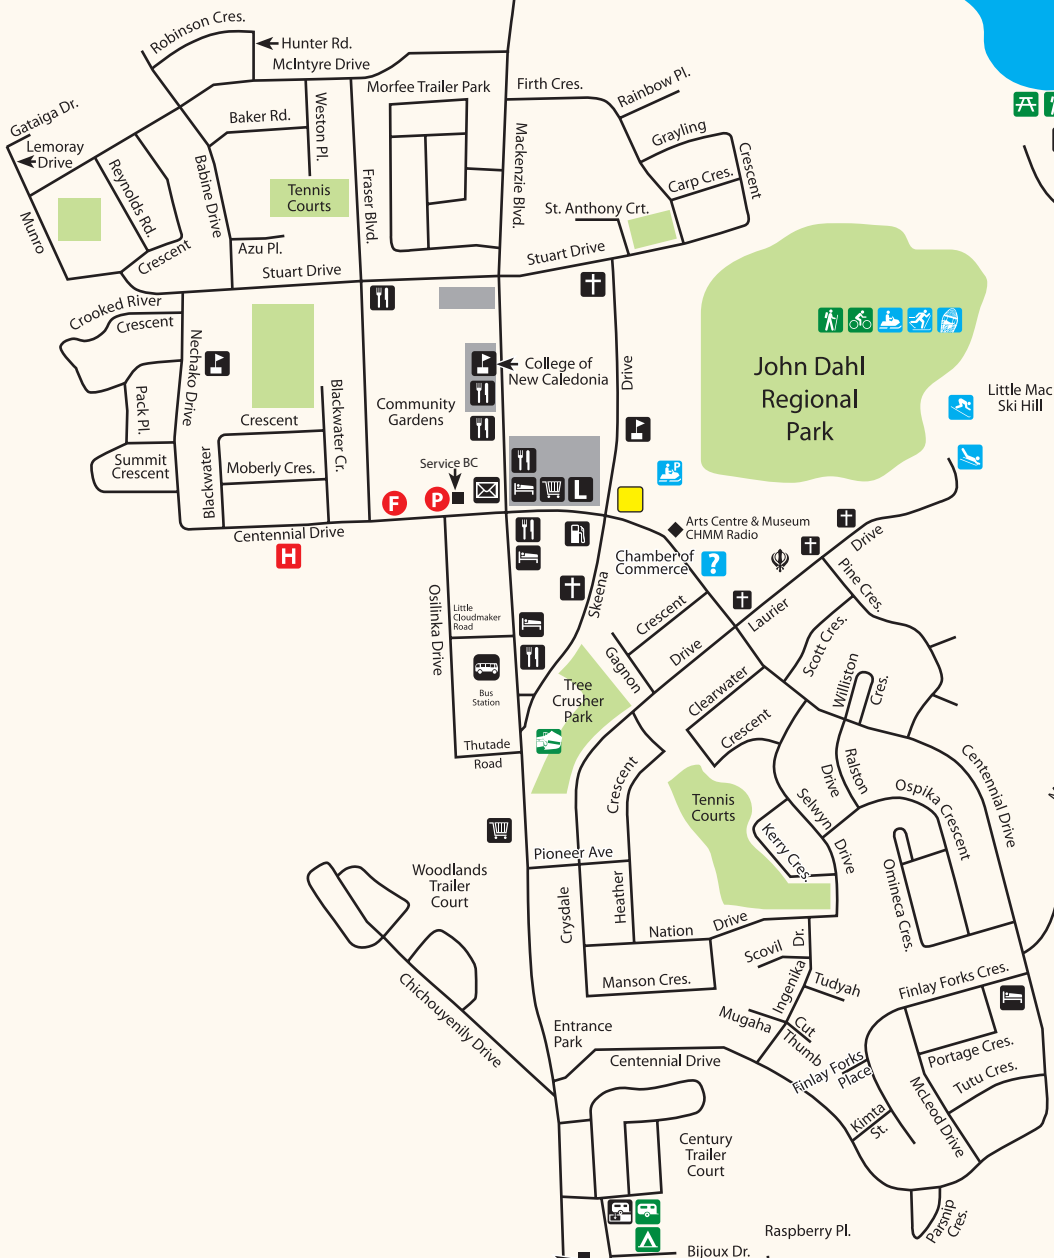 Robinson Cres.
Hunter Rd.
McIntyre Drive
Gataiga Dr.
Lemoray
Drive
Baker Rd.
Weston Pl.
Morfee Trailer Park
Firth Cres.
Rainbow Pl.
Grayling
Crescent
Carp Cres.
Mackenzie Blvd.
Fraser Blvd.
Reynolds Rd.
Babine Drive
Tennis
Courts
St. Anthony Crt.
Munro
Crescent
Azu Pl.
Stuart Drive
Stuart Drive
Crooked River
Crescent
Nechako Drive
Pack Pl.
Blackwater Cr.
Crescent
Community
Gardens
College of
New Caledonia
Drive
John Dahl
Regional
Park
Little Mac
Ski Hill
Summit
Crescent
Blackwater
Moberly Cres.
Service BC
F
P
L
P
Centennial Drive
H
Arts Centre & Museum
CHMM Radio
Chamber of
Commerce
?
Drive
Pine Cres.
Osilinka Drive
Little
Cloudmaker
Road
Skeena
Crescent
Laurier
Drive
Gagnon
Scott Cres.
Williston
Cres.
Bus
Station
Tree
Crusher
Park
Clearwater
Crescent
Thutade
Road
Crescent
Tennis
Courts
Selwyn
Drive
Ralston
Drive
Ospika Crescent
Centennial Drive
Kerry Cres.
Omineca Cres.
Pioneer Ave
Woodlands
Trailer
Court
Crysdale
Heather
Nation
Drive
Manson Cres.
Scovil
Dr.
Ingenika
Tudyah
Finlay Forks Cres.
Chichouyenily Drive
Mugaha
Cut
Thumb
Entrance
Park
Centennial Drive
Finlay Forks
Place
Portage Cres.
Tutu Cres.
McLeod Drive
Kimta
St.
Century
Trailer
Court
Parsnip
Cres.
Raspberry Pl.
Bijoux Dr.